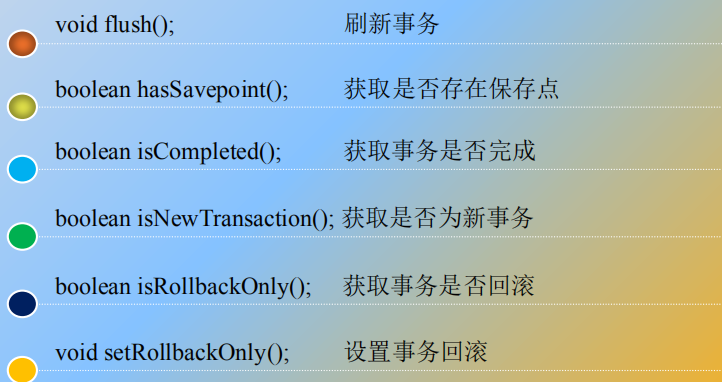 void flush(); 刷新事务
boolean hasSavepoint(); 获取是否存在保存点
boolean isCompleted(); 获取事务是否完成
boolean isNewTransaction(); 获取是否为新事务
boolean isRollbackOnly(); 获取事务是否回滚
void setRollbackOnly(); 设置事务回滚